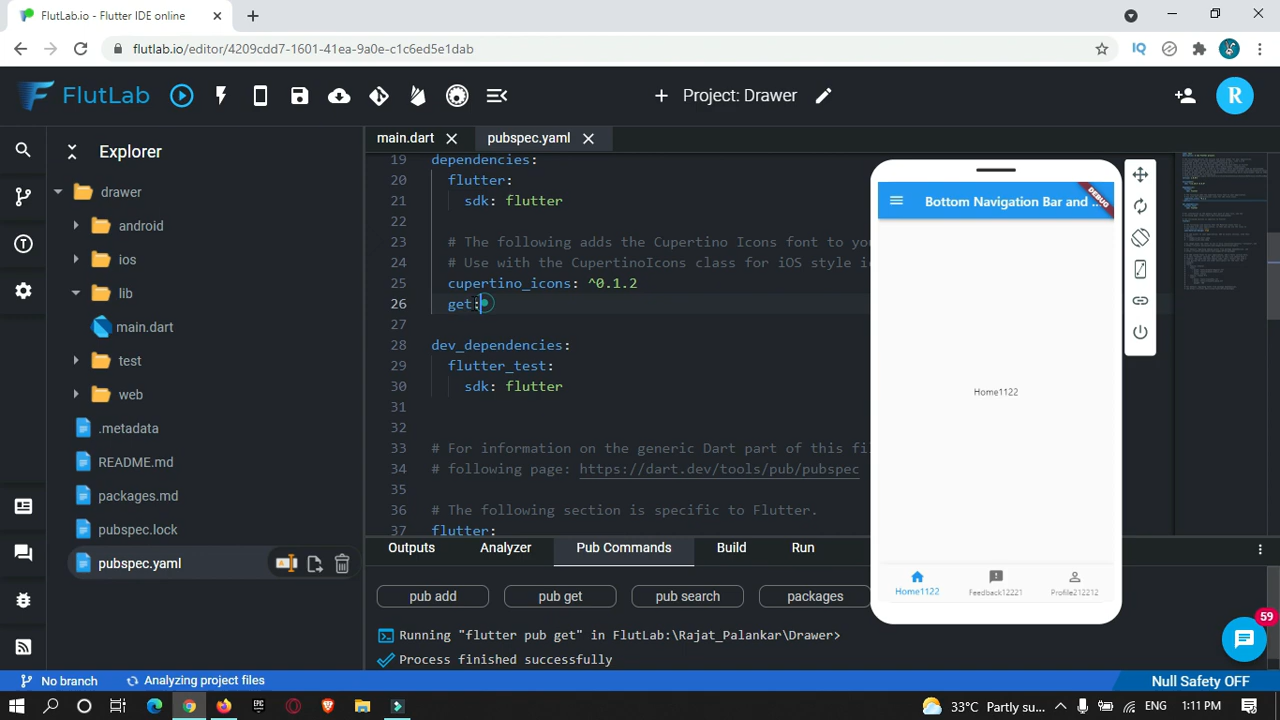 FlutLab.io - Flutter IDE online
flutlab.io/editor/4209cdd7-1601-41ea-9a0e-c1c6ed5e1dab
IQ
FlutLab
Project: Drawer
R
Explorer
main.dart
pubspec.yaml
drawer
android
ios
lib
main.dart
test
web
.metadata
README.md
packages.md
pubspec.lock
pubspec.yaml
19 dependencies:
20 flutter:
21 sdk: flutter
22
23 # The following adds the Cupertino Icons font to you
24 # Use with the CupertinoIcons class for iOS style ic
25 cupertino_icons: ^0.1.2
26 get:
27
28 dev_dependencies:
29 flutter_test:
30 sdk: flutter
31
32
33 # For information on the generic Dart part of this fil
34 # following page: https://dart.dev/tools/pub/pubspec
35
36 # The following section is specific to Flutter.
37 flutter:
Bottom Navigation Bar and ...
DEBUG
Home1122
Home1122
Feedback12221
Profile212212
Outputs
Analyzer
Pub Commands
Build
Run
pub add
pub get
pub search
packages
Running "flutter pub get" in FlutLab:\Rajat_Palankar\Drawer>
Process finished successfully
59
No branch
Analyzing project files
Null Safety OFF
EPIC
33°C Partly su...
ENG
1:11 PM